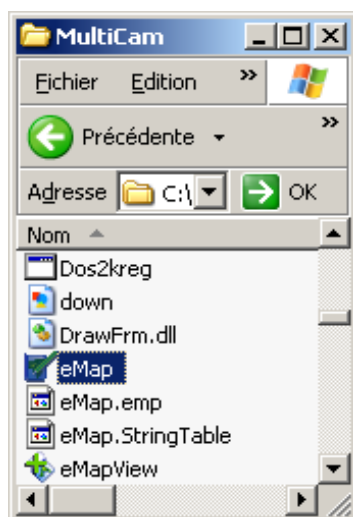 MultiCam
Fichier Edition »
Précédente »
Adresse C:\ OK
Nom
Dos2kreg
down
DrawFrm.dll
eMap
eMap.emp
eMap.StringTable
eMapView